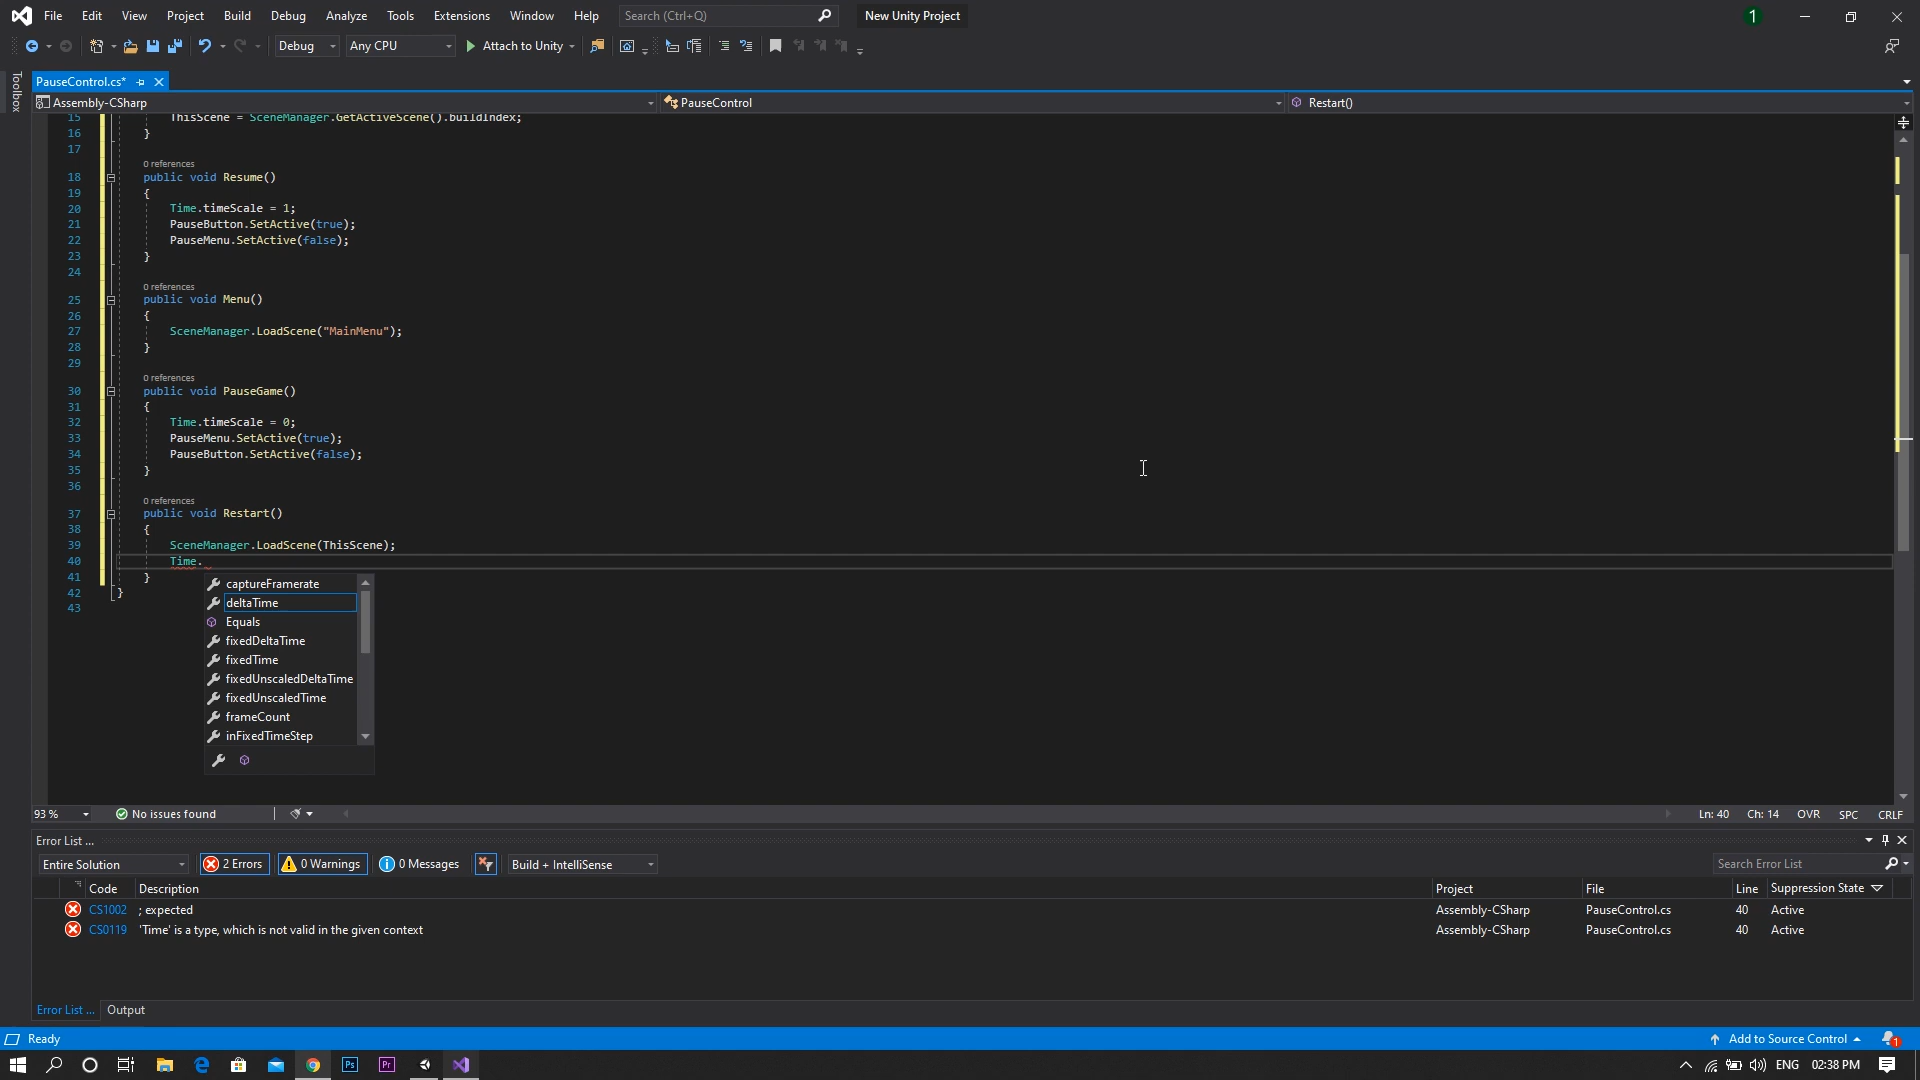 File Edit View Project Build Debug Analyze Tools Extensions Window Help Search (Ctrl+Q) New Unity Project 1
Debug Any CPU Attach to Unity
Toolbox
PauseControl.cs*
Assembly-CSharp PauseControl Restart()
15 ThisScene = SceneManager.GetActiveScene().buildIndex;
16 }
17
0 references
18 public void Resume()
19 {
20 Time.timeScale = 1;
21 PauseButton.SetActive(true);
22 PauseMenu.SetActive(false);
23 }
24
0 references
25 public void Menu()
26 {
27 SceneManager.LoadScene("MainMenu");
28 }
29
0 references
30 public void PauseGame()
31 {
32 Time.timeScale = 0;
33 PauseMenu.SetActive(true);
34 PauseButton.SetActive(false);
35 }
36
0 references
37 public void Restart()
38 {
39 SceneManager.LoadScene(ThisScene);
40 Time.
41 }
42 }
43
captureFramerate
deltaTime
Equals
fixedDeltaTime
fixedTime
fixedUnscaledDeltaTime
fixedUnscaledTime
frameCount
inFixedTimeStep
93 % No issues found Ln: 40 Ch: 14 OVR SPC CRLF
Error List ...
Entire Solution 2 Errors 0 Warnings 0 Messages Build + IntelliSense Search Error List
Code Description Project File Line Suppression State
CS1002 ; expected Assembly-CSharp PauseControl.cs 40 Active
CS0119 'Time' is a type, which is not valid in the given context Assembly-CSharp PauseControl.cs 40 Active
Error List ... Output
Ready Add to Source Control 1
Ps Pr ENG 02:38 PM